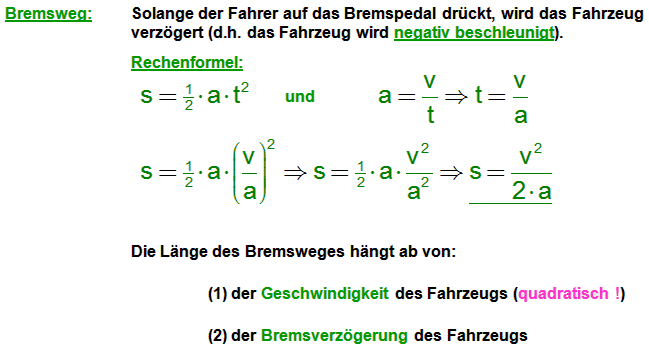 Bremsweg: Solange der Fahrer auf das Bremspedal drückt, wird das Fahrzeug
verzögert (d.h. das Fahrzeug wird negativ beschleunigt).
Rechenformel:
s = ½ · a · t² und a = v/t ⇒ t = v/a
s = ½ · a · (v/a)² ⇒ s = ½ · a · v²/a² ⇒ s = v²/(2 · a)
Die Länge des Bremsweges hängt ab von:
(1) der Geschwindigkeit des Fahrzeugs (quadratisch !)
(2) der Bremsverzögerung des Fahrzeugs